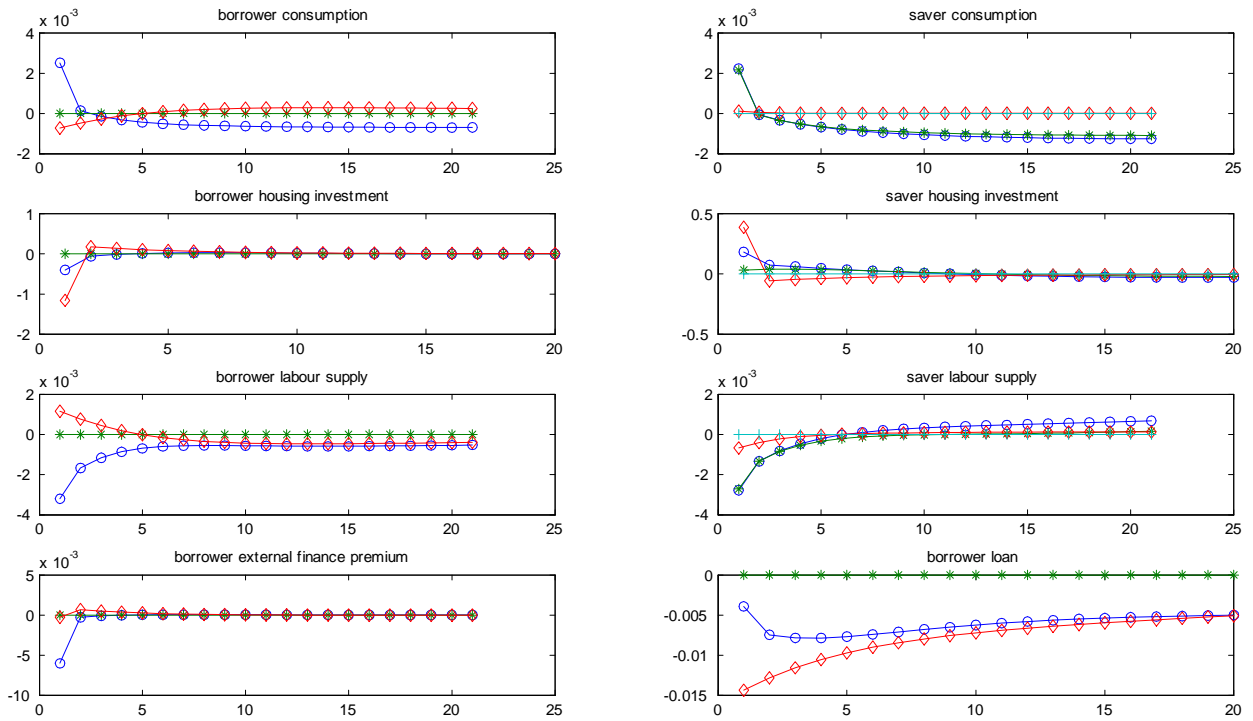 borrower consumption
x 10-3
4
2
0
-2
0 5 10 15 20 25
saver consumption
x 10-3
4
2
0
-2
0 5 10 15 20 25
borrower housing investment
1
0
-1
-2
0 5 10 15 20
saver housing investment
0.5
0
-0.5
0 5 10 15 20
borrower labour supply
x 10-3
2
0
-2
-4
0 5 10 15 20 25
saver labour supply
x 10-3
2
0
-2
-4
0 5 10 15 20 25
borrower external finance premium
x 10-3
5
0
-5
-10
0 5 10 15 20 25
borrower loan
0
-0.005
-0.01
-0.015
0 5 10 15 20